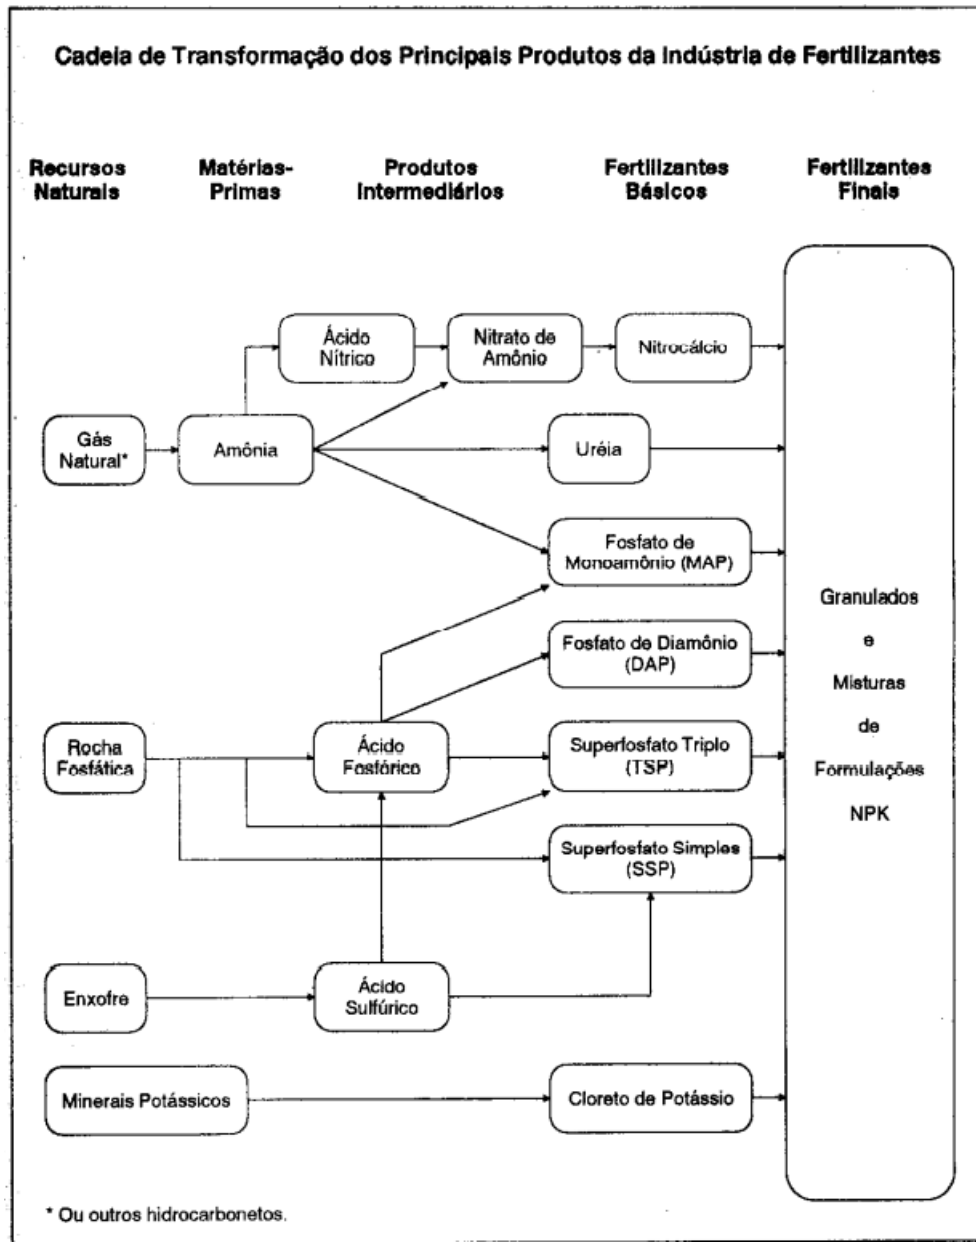 Cadeia de Transformação dos Principais Produtos da Indústria de Fertilizantes
Recursos
Naturais
Matérias-
Primas
Produtos
Intermediários
Fertilizantes
Básicos
Fertilizantes
Finais
Ácido
Nítrico
Nitrato de
Amônio
Nitrocálcio
Gás
Natural*
Amônia
Uréia
Fosfato de
Monoamônio (MAP)
Fosfato de Diamônio
(DAP)
Rocha
Fosfática
Ácido
Fosfórico
Superfosfato Triplo
(TSP)
Superfosfato Simples
(SSP)
Enxofre
Ácido
Sulfúrico
Minerais Potássicos
Cloreto de Potássio
Granulados
e
Misturas
de
Formulações
NPK
* Ou outros hidrocarbonetos.